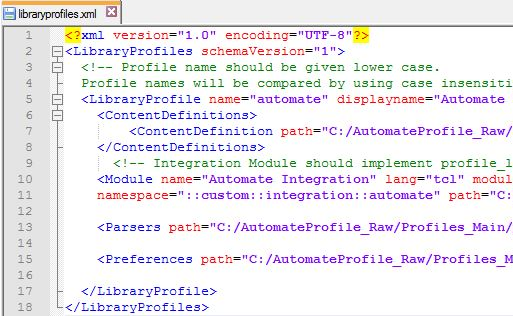 libraryprofiles.xml
1 <?xml version="1.0" encoding="UTF-8"?>
2 <LibraryProfiles schemaVersion="1">
3 <!-- Profile name should be given lower case.
4 Profile names will be compared by using case insensiti
5 <LibraryProfile name="automate" displayname="Automate
6 <ContentDefinitions>
7 <ContentDefinition path="C:/AutomateProfile_Raw/
8 </ContentDefinitions>
9 <!-- Integration Module should implement profile_l
10 <Module name="Automate Integration" lang="tcl" modul
11 namespace="::custom::integration::automate" path="C:
12
13 <Parsers path="C:/AutomateProfile_Raw/Profiles_Main/
14
15 <Preferences path="C:/AutomateProfile_Raw/Profiles_M
16
17 </LibraryProfile>
18 </LibraryProfiles>